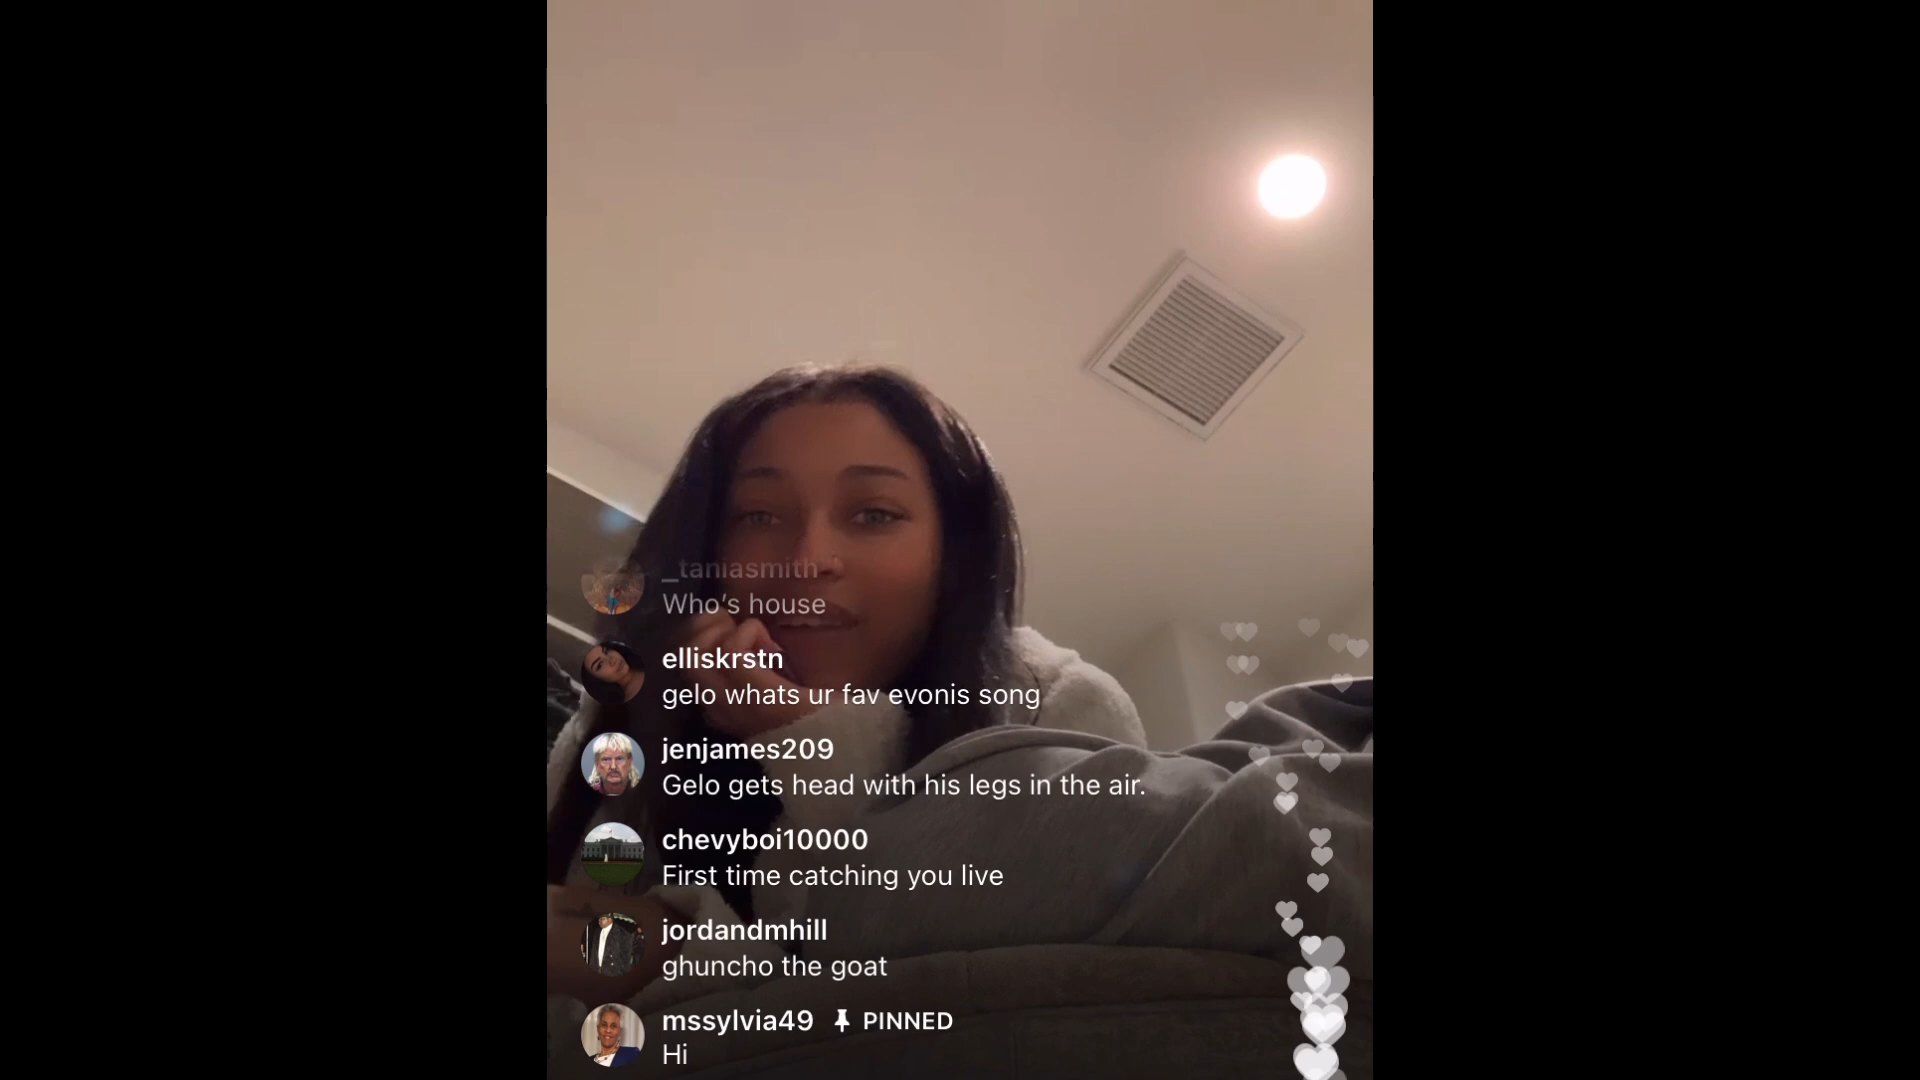 _taniasmith
Who's house
elliskrstn
gelo whats ur fav evonis song
jenjames209
Gelo gets head with his legs in the air.
chevyboi10000
First time catching you live
jordandmhill
ghuncho the goat
mssylvia49 PINNED
Hi